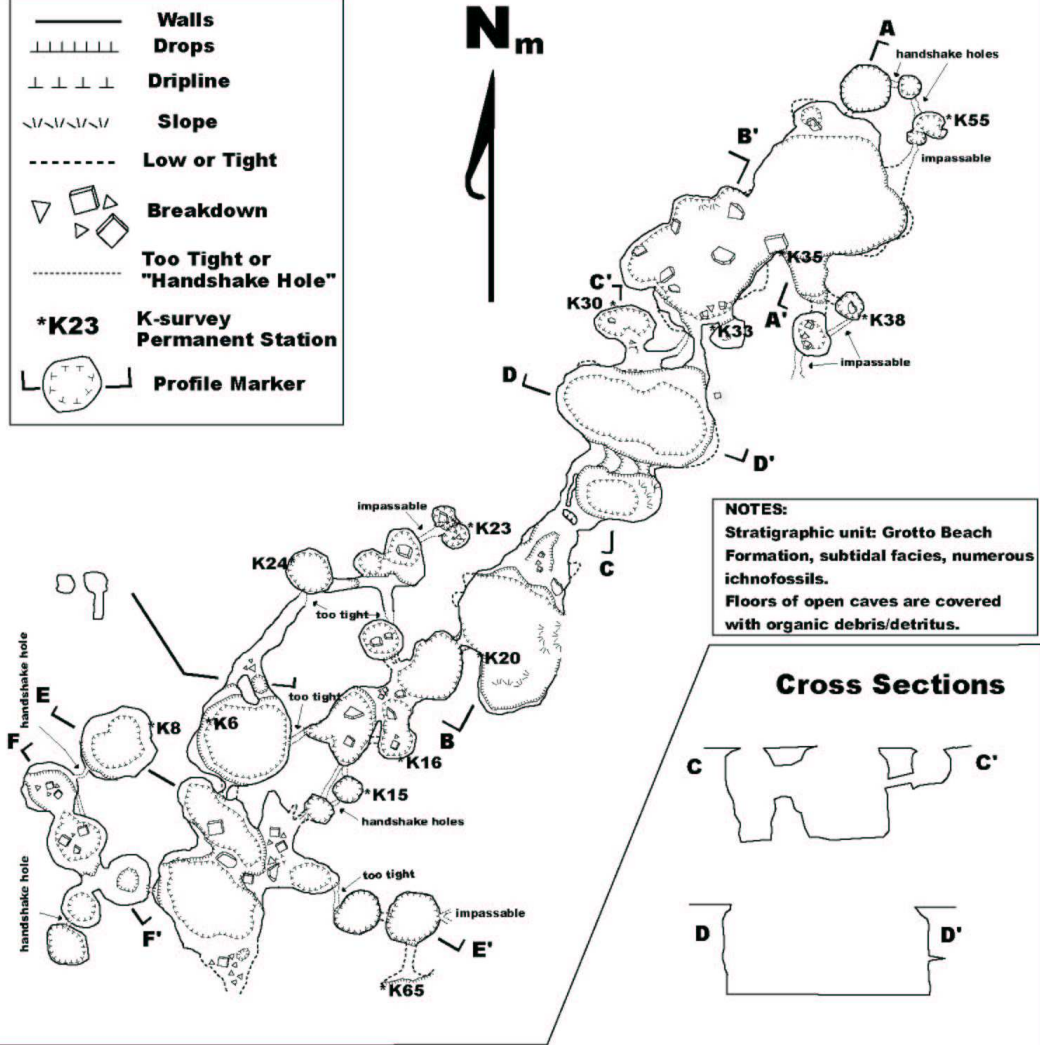 Walls
Drops
Dripline
Slope
Low or Tight
Breakdown
Too Tight or
"Handshake Hole"
*K23
K-survey
Permanent Station
Profile Marker
Nm
A
handshake holes
*K55
impassable
B'
*K35
C'
K30*
*K33
A'
*K38
impassable
D
D'
C
NOTES:
Stratigraphic unit: Grotto Beach
Formation, subtidal facies, numerous
ichnofossils.
Floors of open caves are covered
with organic debris/detritus.
impassable
*K23
K24*
too tight
*K20
handshake hole
E
*K8
*K6
too tight
F
B
*K16
*K15
handshake holes
too tight
handshake hole
F'
impassable
E'
*K65
Cross Sections
C
C'
D
D'